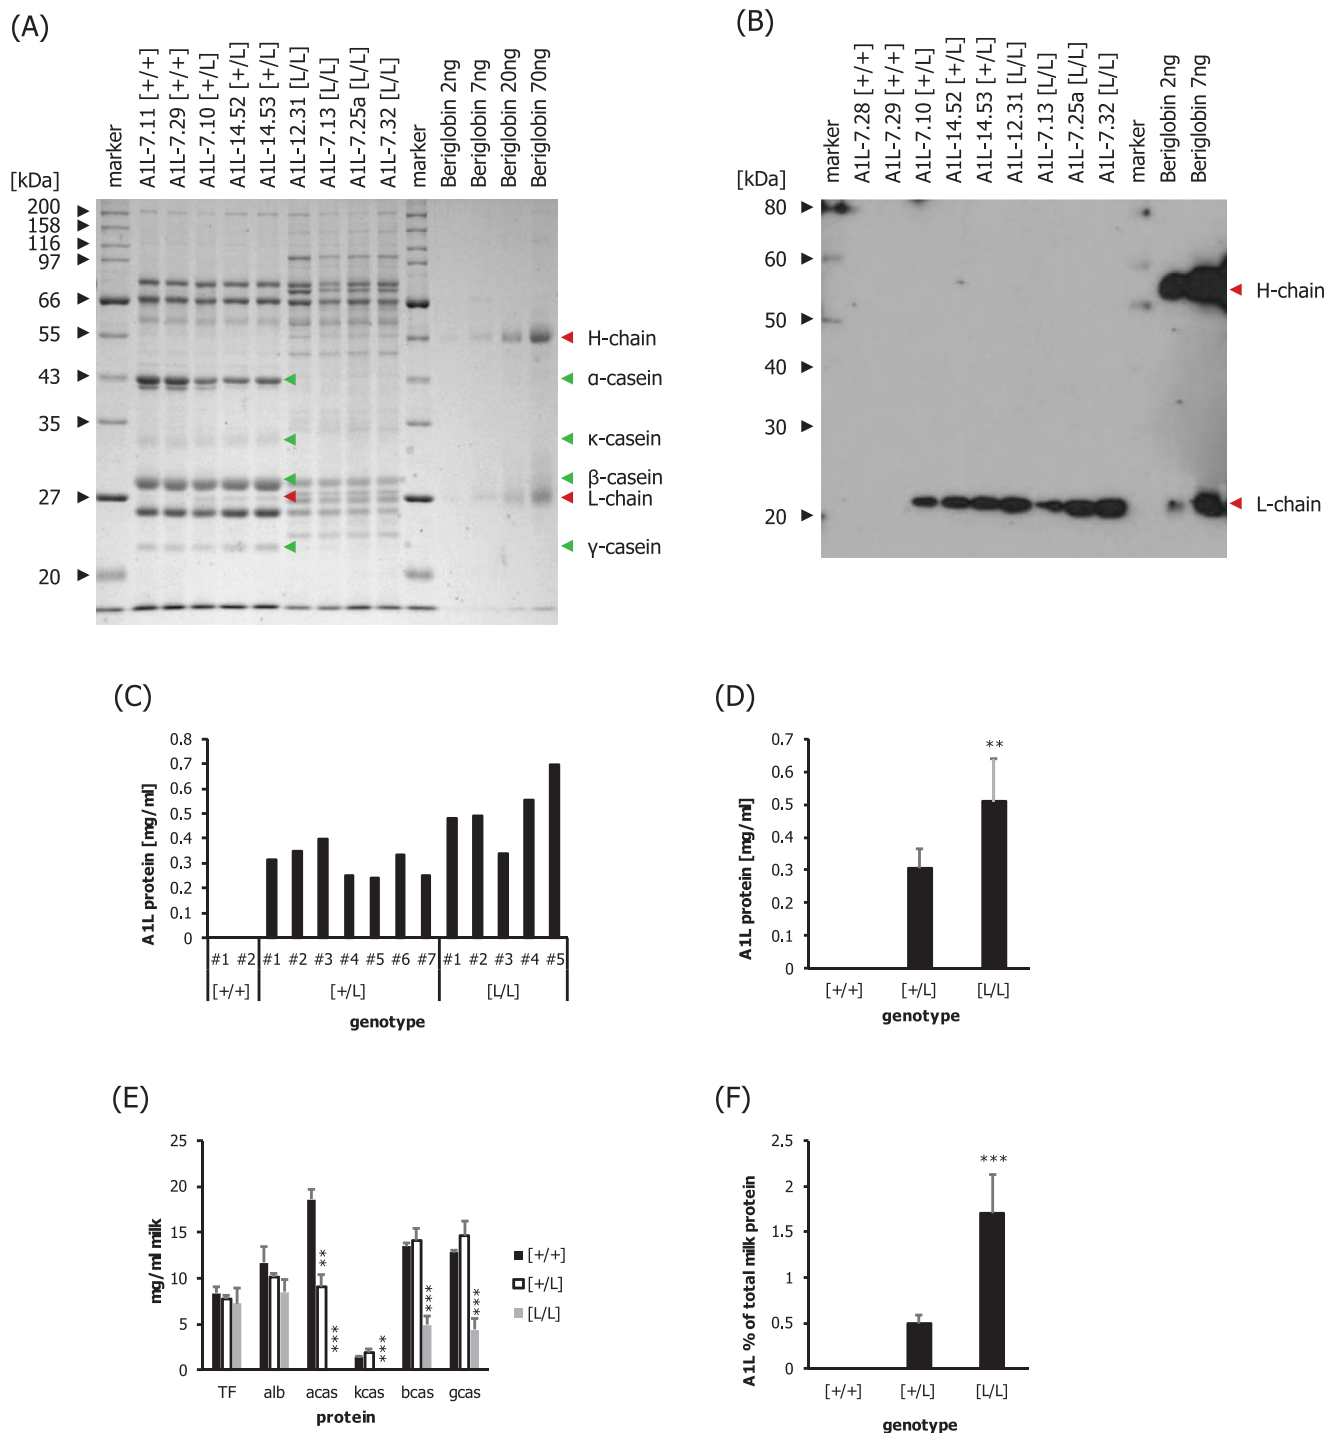 (A)
[kDa]
marker
A1L-7.11 [+/+]
A1L-7.29 [+/+]
A1L-7.10 [+/L]
A1L-14.52 [+/L]
A1L-14.53 [+/L]
A1L-12.31 [L/L]
A1L-7.13 [L/L]
A1L-7.25a [L/L]
A1L-7.32 [L/L]
marker
Beriglobin 2ng
Beriglobin 7ng
Beriglobin 20ng
Beriglobin 70ng
200
158
116
97
66
55
43
35
27
20
H-chain
α-casein
κ-casein
β-casein
L-chain
γ-casein
(B)
[kDa]
marker
A1L-7.28 [+/+]
A1L-7.29 [+/+]
A1L-7.10 [+/L]
A1L-14.52 [+/L]
A1L-14.53 [+/L]
A1L-12.31 [L/L]
A1L-7.13 [L/L]
A1L-7.25a [L/L]
A1L-7.32 [L/L]
marker
Beriglobin 2ng
Beriglobin 7ng
80
60
50
40
30
20
H-chain
L-chain
(C)
A1L protein [mg/ml]
0.8
0.7
0.6
0.5
0.4
0.3
0.2
0.1
0
#1 #2 #1 #2 #3 #4 #5 #6 #7 #1 #2 #3 #4 #5
[+/+] [+/L] [L/L]
genotype
(D)
A1L protein [mg/ml]
0.7
0.6
0.5
0.4
0.3
0.2
0.1
0
**
[+/+] [+/L] [L/L]
genotype
(E)
mg/ml milk
25
20
15
10
5
0
**
***
***
***
***
TF alb acas kcas bcas gcas
protein
[+/+]
[+/L]
[L/L]
(F)
A1L % of total milk protein
2.5
2
1.5
1
0.5
0
***
[+/+] [+/L] [L/L]
genotype